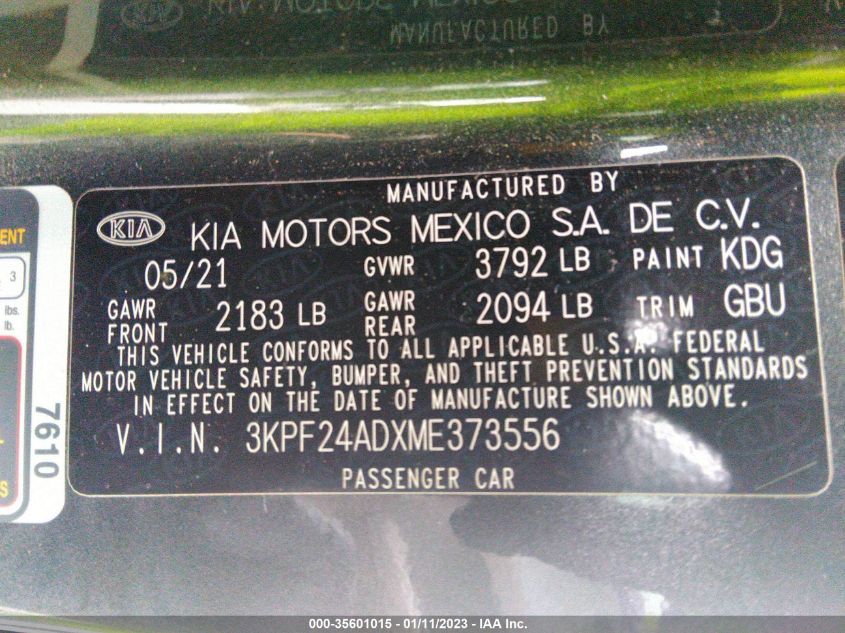 MANUFACTURED BY
KIA KIA MOTORS MEXICO S.A. DE C.V.
05/21 GVWR 3792 LB PAINT KDG
GAWR FRONT 2183 LB GAWR REAR 2094 LB TRIM GBU
THIS VEHICLE CONFORMS TO ALL APPLICABLE U.S.A. FEDERAL
MOTOR VEHICLE SAFETY, BUMPER, AND THEFT PREVENTION STANDARDS
IN EFFECT ON THE DATE OF MANUFACTURE SHOWN ABOVE.
V.I.N. 3KPF24ADXME373556
PASSENGER CAR
3
lbs.
lb.
7610
000-35601015 - 01/11/2023 - IAA Inc.